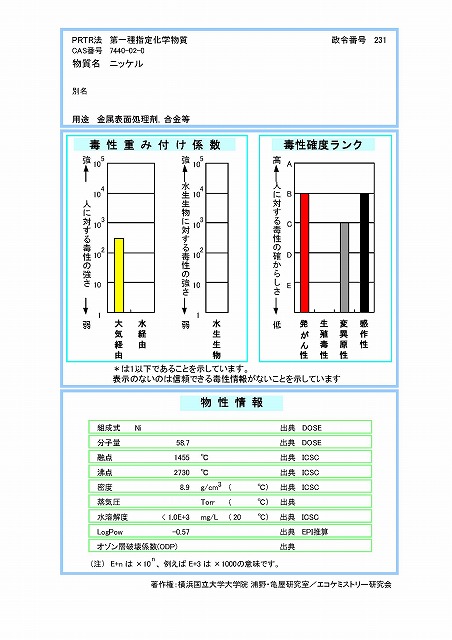 PRTR法 第一種指定化学物質 政令番号 231
CAS番号 7440-02-0
物質名 ニッケル
別名
用途 金属表面処理剤，合金等
毒性重み付け係数
強 ← 人に対する毒性の強さ → 弱
10^5
10^4
10^3
10^2
10
1
大気経由 水経由
強 ← 水生生物に対する毒性の強さ → 弱
10^5
10^4
10^3
10^2
10
1
水生生物
毒性確度ランク
高 ← 人に対する毒性の確からしさ → 低
A
B
C
D
E
発がん性 生殖毒性 変異原性 感作性
＊は1以下であることを示しています。
表示のないのは信頼できる毒性情報がないことを示しています
物性情報
組成式 Ni 出典 DOSE
分子量 58.7 出典 DOSE
融点 1455 ℃ 出典 ICSC
沸点 2730 ℃ 出典 ICSC
密度 8.9 g/cm^3 ( ℃) 出典 ICSC
蒸気圧 Torr ( ℃) 出典
水溶解度 < 1.0E+3 mg/L (20 ℃) 出典 ICSC
LogPow -0.57 出典 EPI推算
オゾン層破壊係数(ODP) 出典
(注) E+n は ×10^n、例えば E+3 は ×1000の意味です。
著作権:横浜国立大学大学院 浦野・亀屋研究室／エコケミストリー研究会